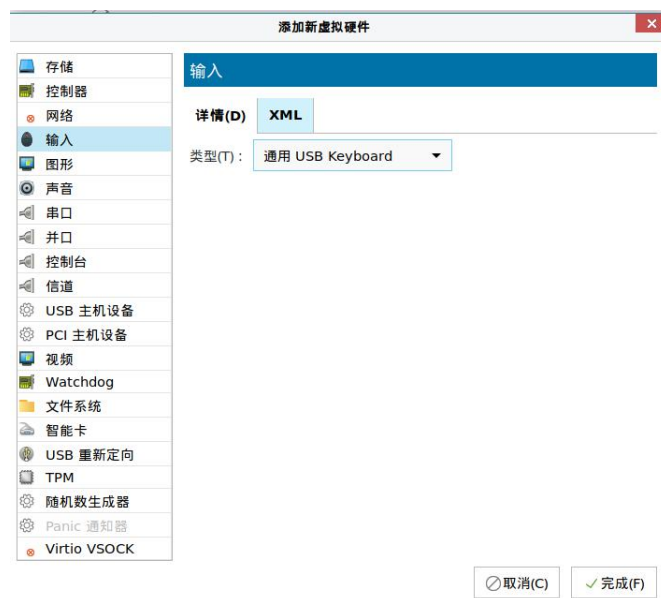 添加新虚拟硬件
存储
控制器
网络
输入
图形
声音
串口
并口
控制台
信道
USB 主机设备
PCI 主机设备
视频
Watchdog
文件系统
智能卡
USB 重新定向
TPM
随机数生成器
Panic 通知器
Virtio VSOCK
输入
详情(D) XML
类型(T)： 通用 USB Keyboard
取消(C) 完成(F)